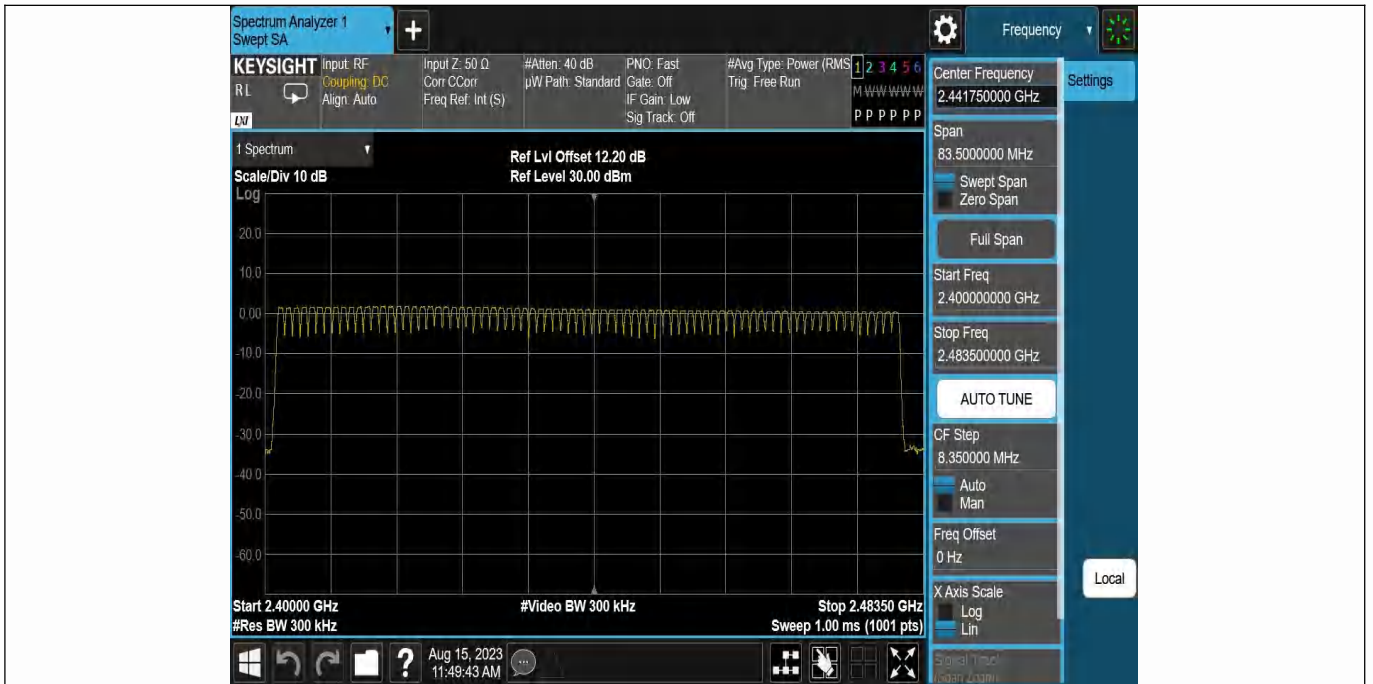 Spectrum Analyzer 1
Swept SA
+
Frequency
KEYSIGHT
RL
LXI
Input: RF
Coupling: DC
Align: Auto
Input Z: 50 Ω
Corr CCorr
Freq Ref: Int (S)
#Atten: 40 dB
µW Path: Standard
PNO: Fast
Gate: Off
IF Gain: Low
Sig Track: Off
#Avg Type: Power (RMS
Trig: Free Run
1 2 3 4 5 6
M W W W W W
P P P P P P
1 Spectrum
Scale/Div 10 dB
Ref Lvl Offset 12.20 dB
Ref Level 30.00 dBm
Log
20.0
10.0
0.00
-10.0
-20.0
-30.0
-40.0
-50.0
-60.0
Start 2.40000 GHz
#Res BW 300 kHz
#Video BW 300 kHz
Stop 2.48350 GHz
Sweep 1.00 ms (1001 pts)
Center Frequency
2.441750000 GHz
Settings
Span
83.5000000 MHz
Swept Span
Zero Span
Full Span
Start Freq
2.400000000 GHz
Stop Freq
2.483500000 GHz
AUTO TUNE
CF Step
8.350000 MHz
Auto
Man
Freq Offset
0 Hz
X Axis Scale
Log
Lin
Signal Track
(Span Zoom)
Local
?
Aug 15, 2023
11:49:43 AM